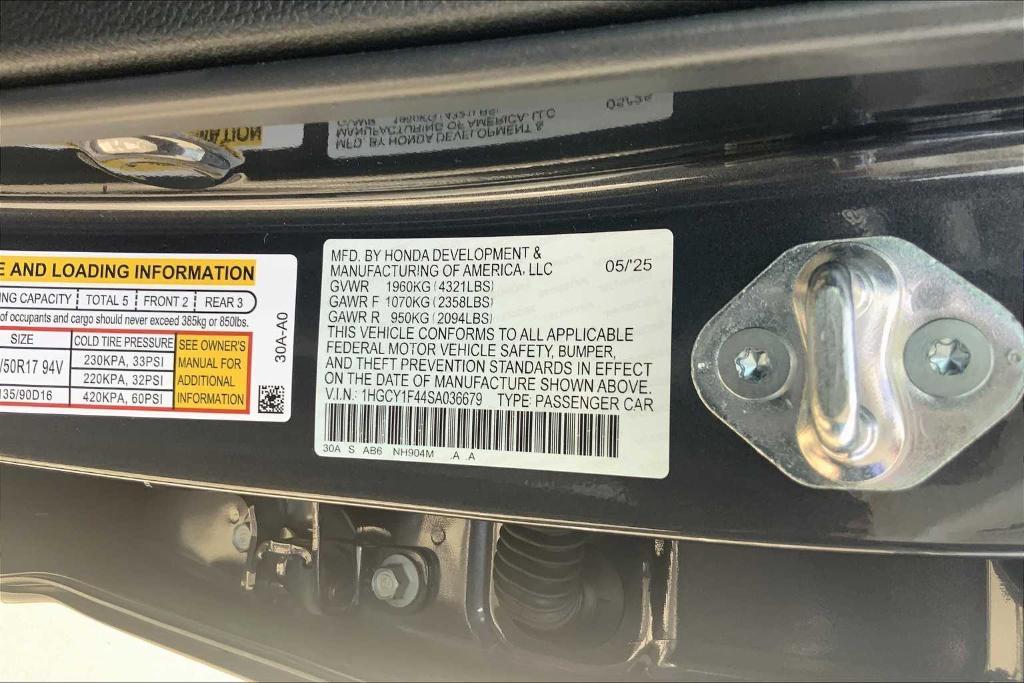 E AND LOADING INFORMATION
NG CAPACITY TOTAL 5 FRONT 2 REAR 3
of occupants and cargo should never exceed 385kg or 850lbs.
SIZE COLD TIRE PRESSURE SEE OWNER'S MANUAL FOR ADDITIONAL INFORMATION
/50R17 94V 230KPA, 33PSI
220KPA, 32PSI
135/90D16 420KPA, 60PSI
30A-A0
MFD. BY HONDA DEVELOPMENT &
MANUFACTURING OF AMERICA, LLC 05/'25
GVWR 1960KG(4321LBS)
GAWR F 1070KG(2358LBS)
GAWR R 950KG(2094LBS)
THIS VEHICLE CONFORMS TO ALL APPLICABLE
FEDERAL MOTOR VEHICLE SAFETY, BUMPER,
AND THEFT PREVENTION STANDARDS IN EFFECT
ON THE DATE OF MANUFACTURE SHOWN ABOVE.
V.I.N.: 1HGCY1F44SA036679 TYPE: PASSENGER CAR
30A S AB6 NH904M .A .A